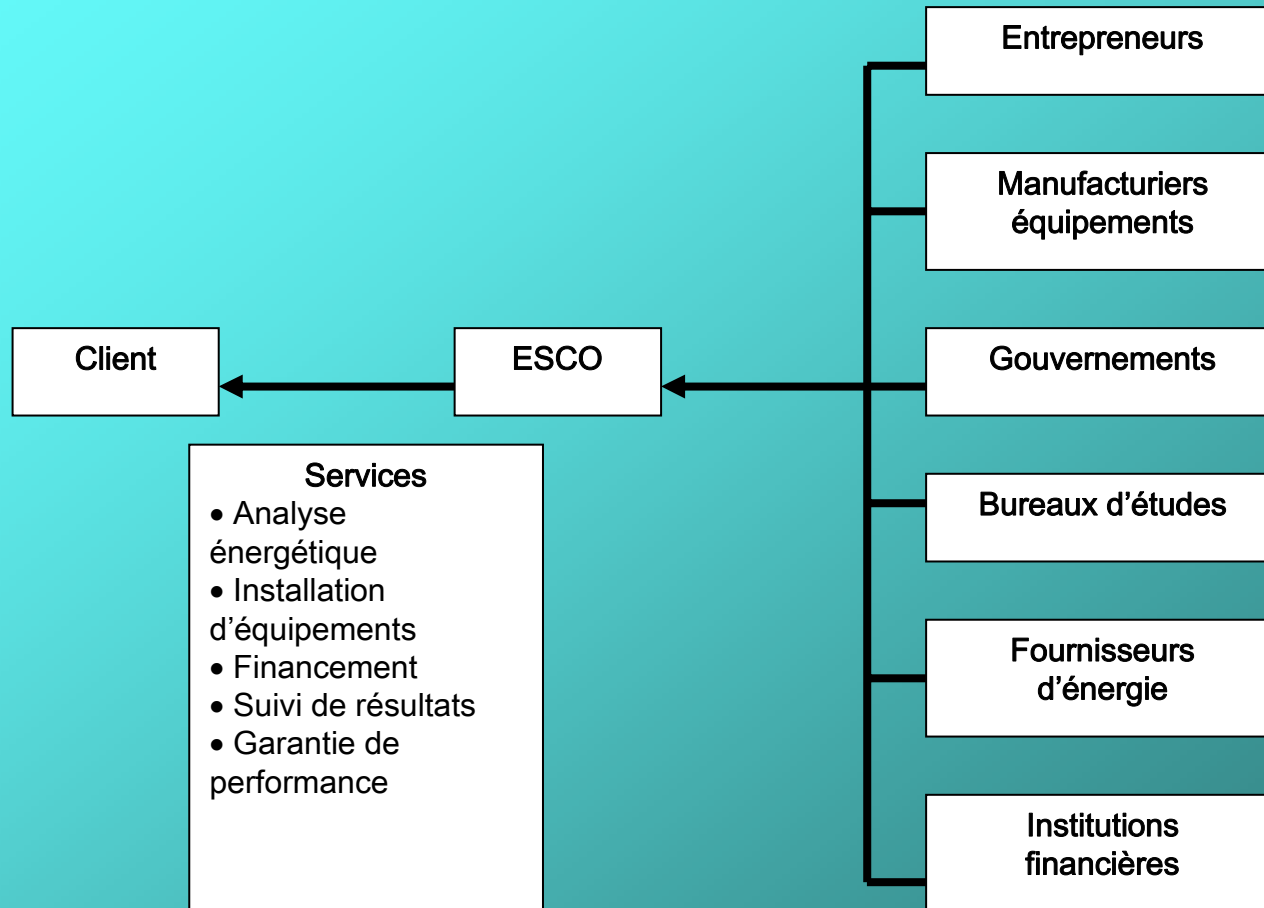 Entrepreneurs
Manufacturiers
équipements
Client
ESCO
Gouvernements
Services
• Analyse
énergétique
• Installation
d’équipements
• Financement
• Suivi de résultats
• Garantie de
performance
Bureaux d’études
Fournisseurs
d’énergie
Institutions
financières